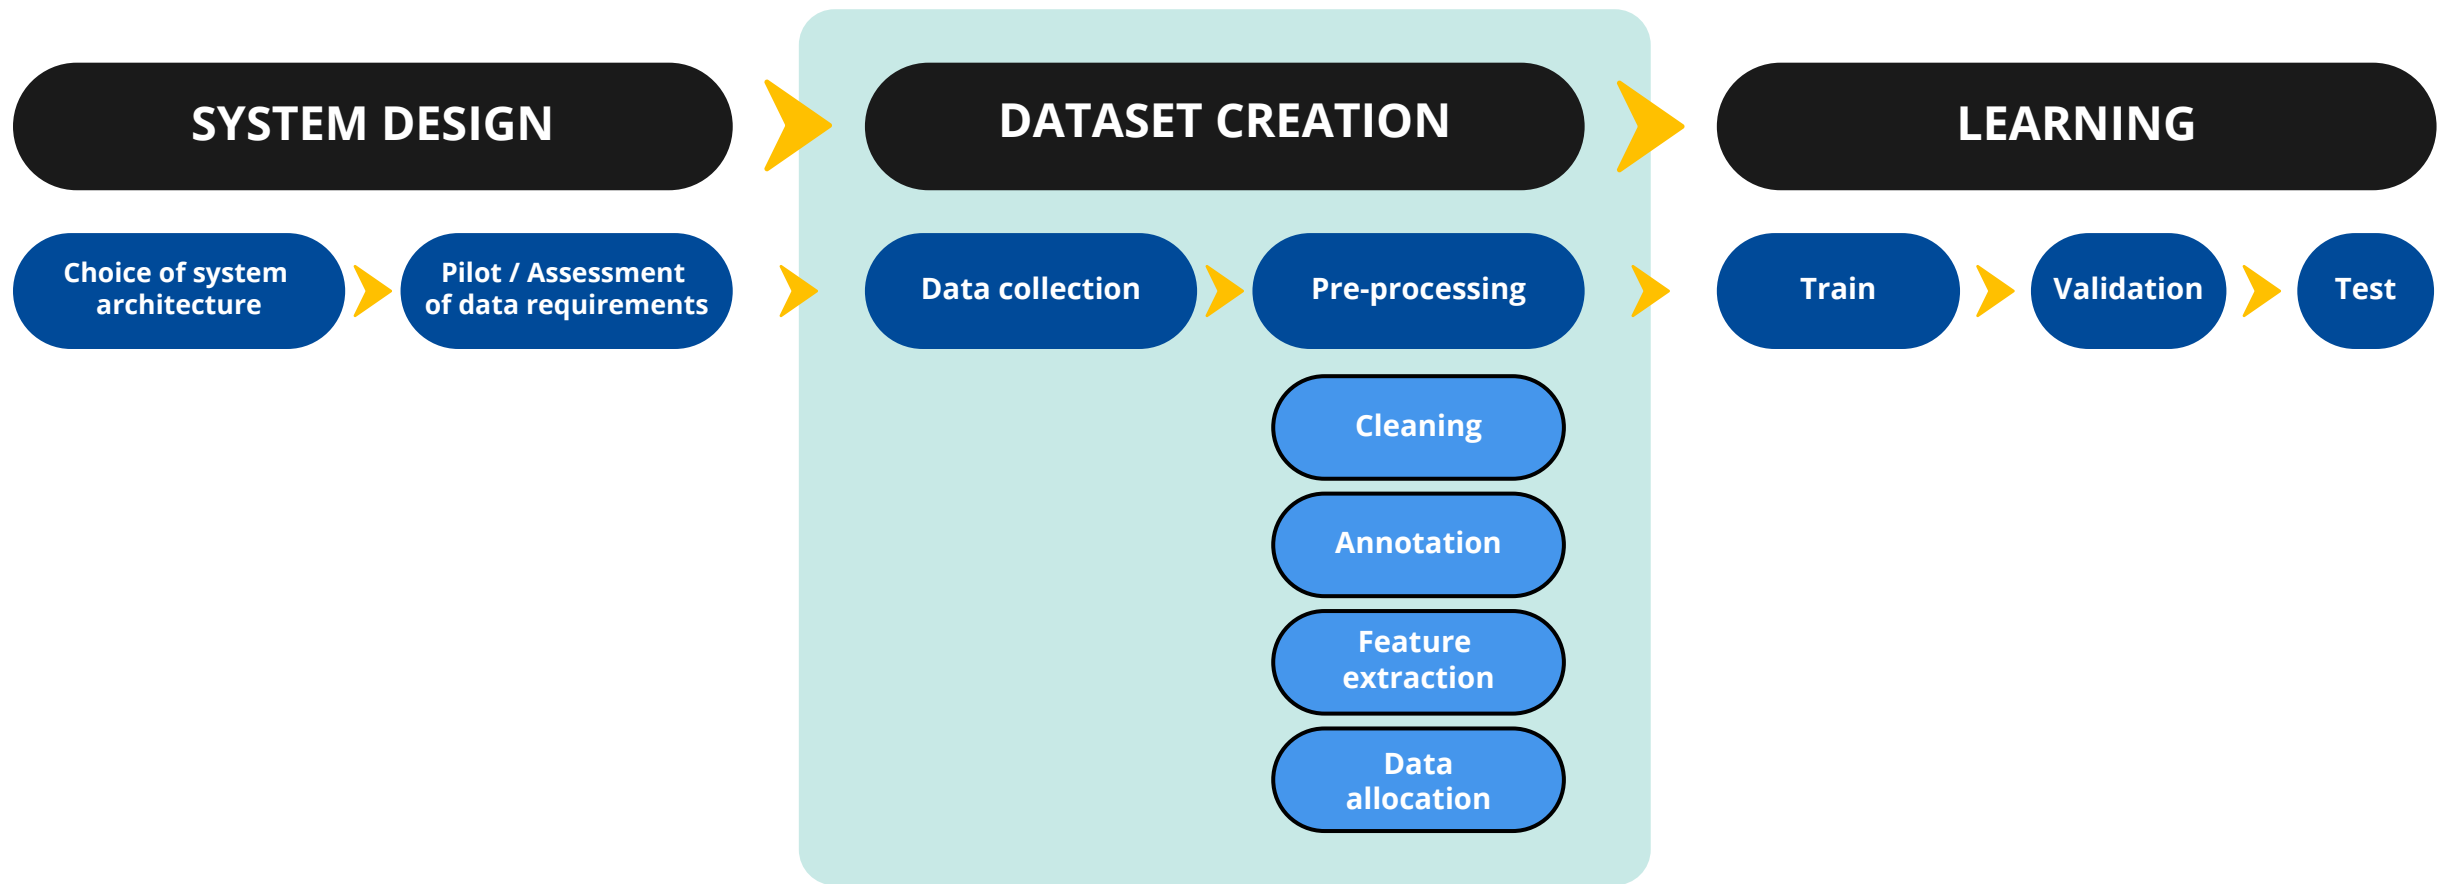 SYSTEM DESIGN
DATASET CREATION
LEARNING
Choice of system
architecture
Pilot / Assessment
of data requirements
Data collection
Pre-processing
Train
Validation
Test
Cleaning
Annotation
Feature
extraction
Data
allocation